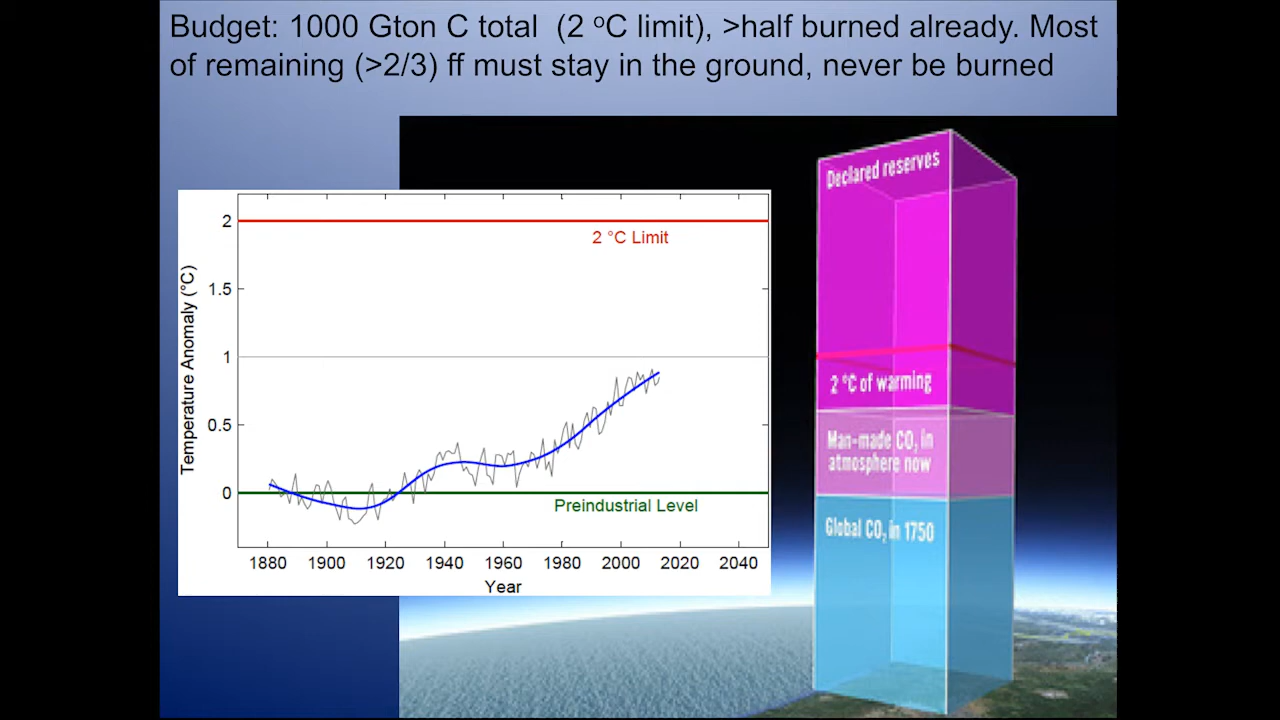 Budget: 1000 Gton C total (2 ºC limit), >half burned already. Most
of remaining (>2/3) ff must stay in the ground, never be burned
Temperature Anomaly (°C)
2
1.5
1
0.5
0
2 °C Limit
Preindustrial Level
1880 1900 1920 1940 1960 1980 2000 2020 2040
Year
Declared reserves
2 °C of warming
Man-made CO₂ in
atmosphere now
Global CO₂ in 1750